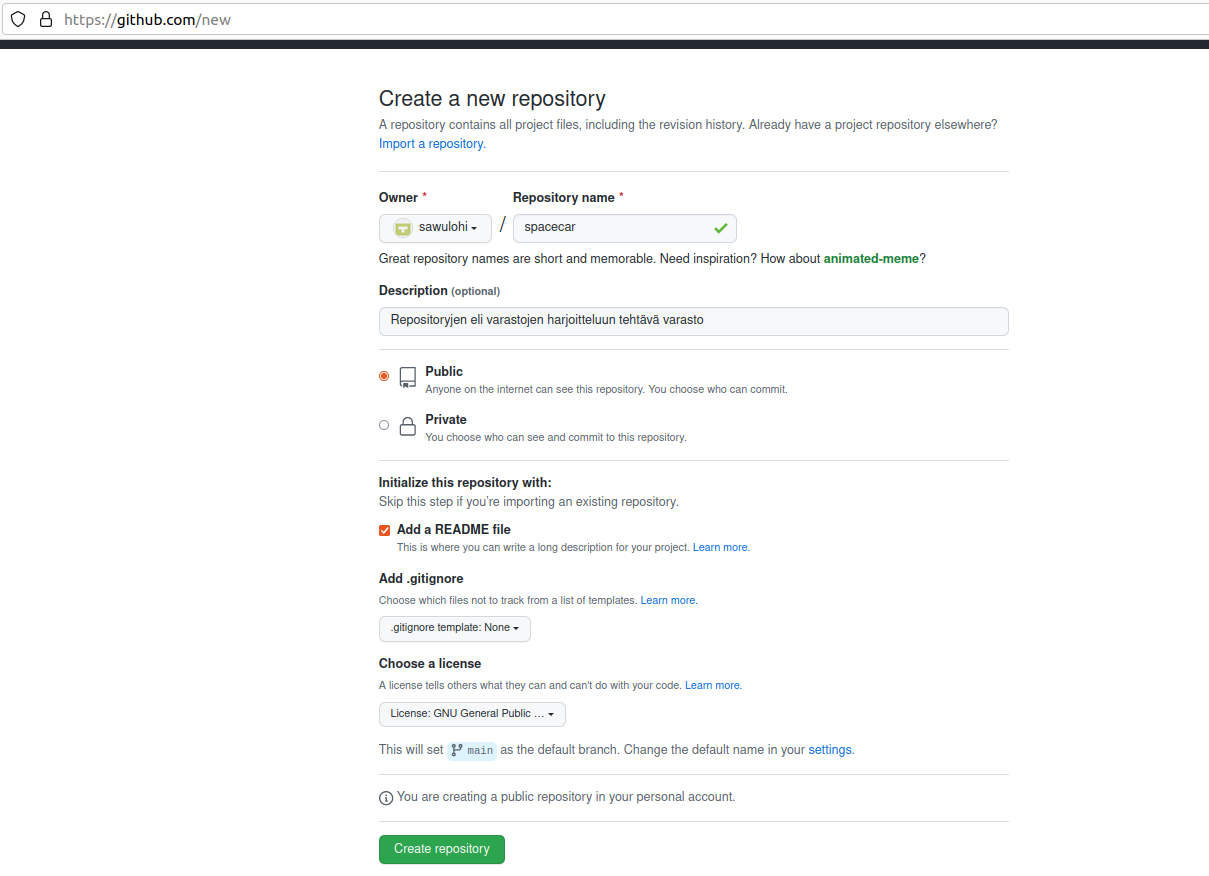 https://github.com/new
Create a new repository
A repository contains all project files, including the revision history. Already have a project repository elsewhere?
Import a repository.
Owner * Repository name *
sawulohi / spacecar
Great repository names are short and memorable. Need inspiration? How about animated-meme?
Description (optional)
Repositoryjen eli varastojen harjoitteluun tehtävä varasto
Public
Anyone on the internet can see this repository. You choose who can commit.
Private
You choose who can see and commit to this repository.
Initialize this repository with:
Skip this step if you're importing an existing repository.
Add a README file
This is where you can write a long description for your project. Learn more.
Add .gitignore
Choose which files not to track from a list of templates. Learn more.
.gitignore template: None
Choose a license
A license tells others what they can and can't do with your code. Learn more.
License: GNU General Public ...
This will set main as the default branch. Change the default name in your settings.
You are creating a public repository in your personal account.
Create repository